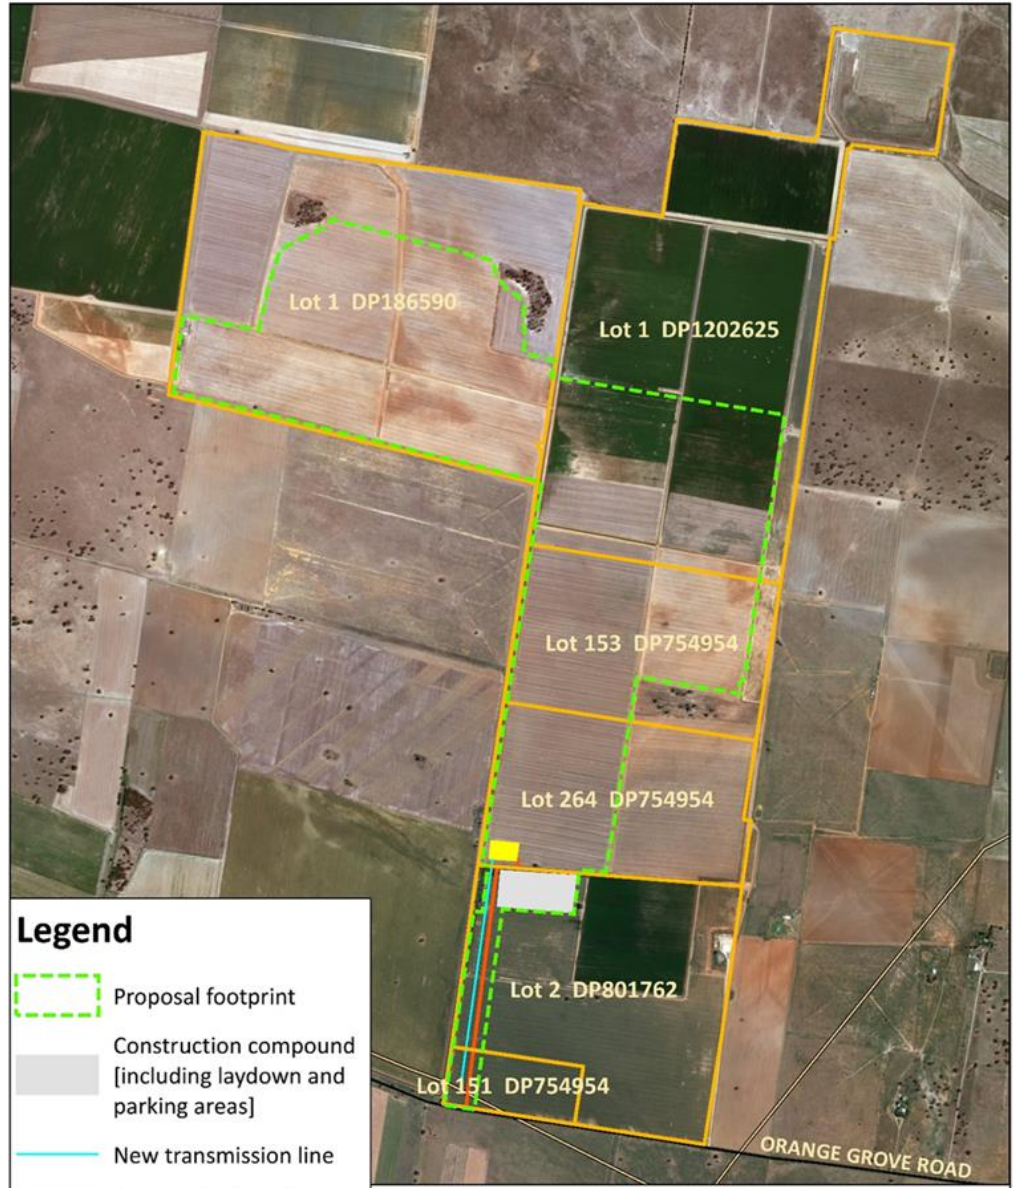 Lot 1 DP186590
Lot 1 DP1202625
Lot 153 DP754954
Lot 264 DP754954
Lot 2 DP801762
Lot 151 DP754954
ORANGE GROVE ROAD
Legend
Proposal footprint
Construction compound
[including laydown and
parking areas]
New transmission line